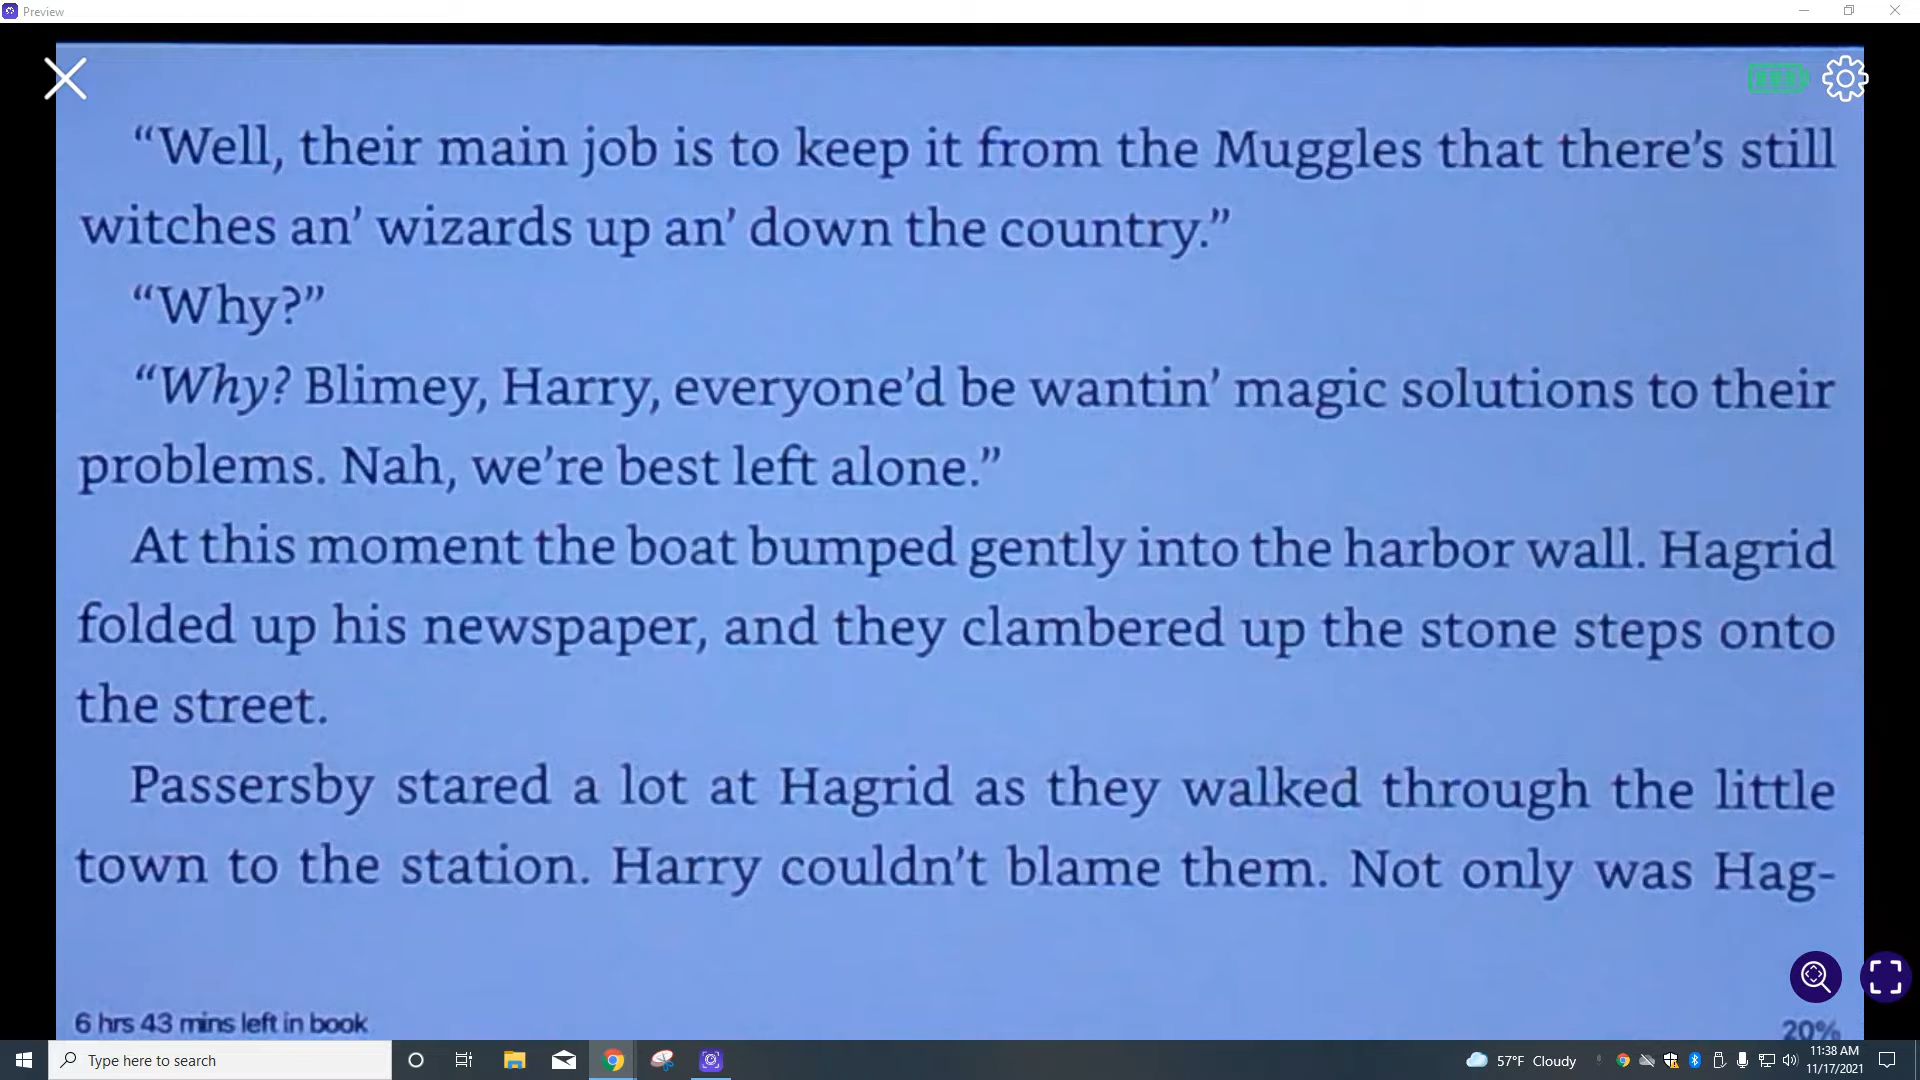 Preview
“Well, their main job is to keep it from the Muggles that there’s still
witches an’ wizards up an’ down the country.”
“Why?”
“Why? Blimey, Harry, everyone’d be wantin’ magic solutions to their
problems. Nah, we’re best left alone.”
At this moment the boat bumped gently into the harbor wall. Hagrid
folded up his newspaper, and they clambered up the stone steps onto
the street.
Passersby stared a lot at Hagrid as they walked through the little
town to the station. Harry couldn’t blame them. Not only was Hag-
6 hrs 43 mins left in book
20%
Type here to search
57°F Cloudy
11:38 AM
11/17/2021